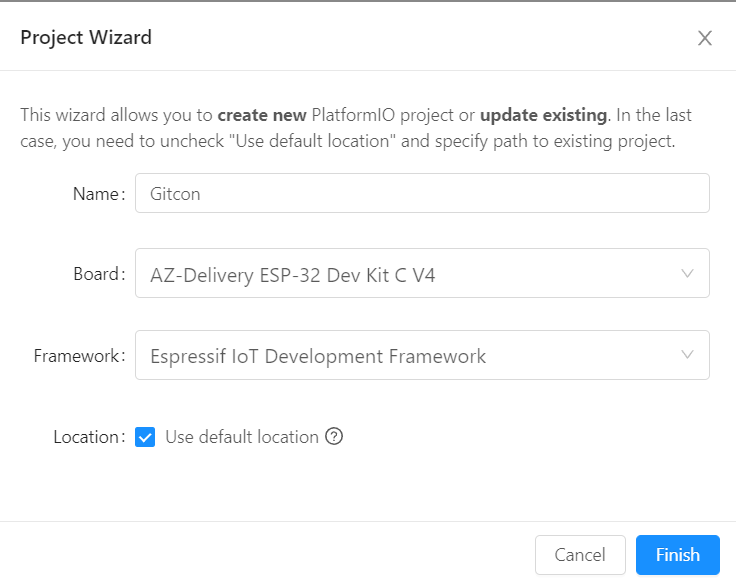 Project Wizard
This wizard allows you to create new PlatformIO project or update existing. In the last
case, you need to uncheck "Use default location" and specify path to existing project.
Name: Gitcon
Board: AZ-Delivery ESP-32 Dev Kit C V4
Framework: Espressif IoT Development Framework
Location: Use default location ?
Cancel Finish